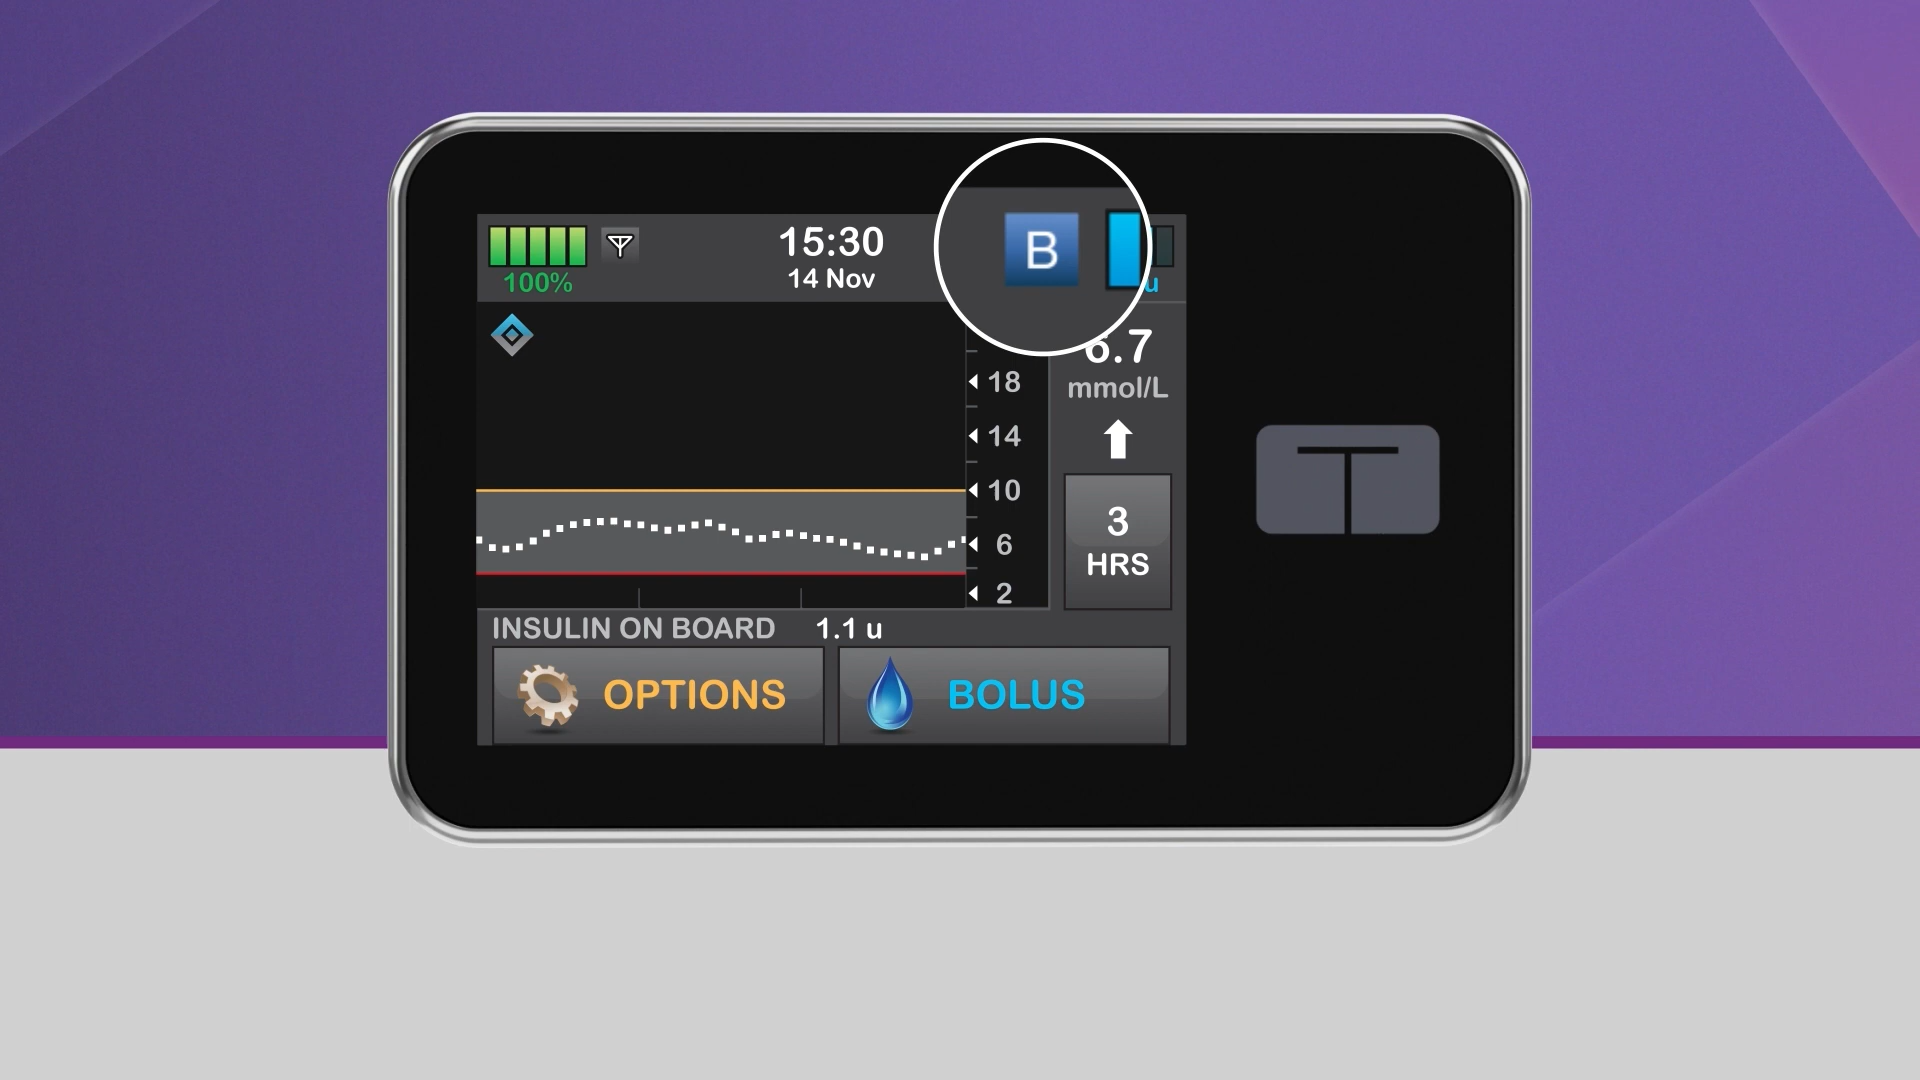 B
15:30
100%
14 Nov
u
6.7
mmol/L
18
14
10
6
2
3
HRS
INSULIN ON BOARD 1.1 u
OPTIONS
BOLUS
T